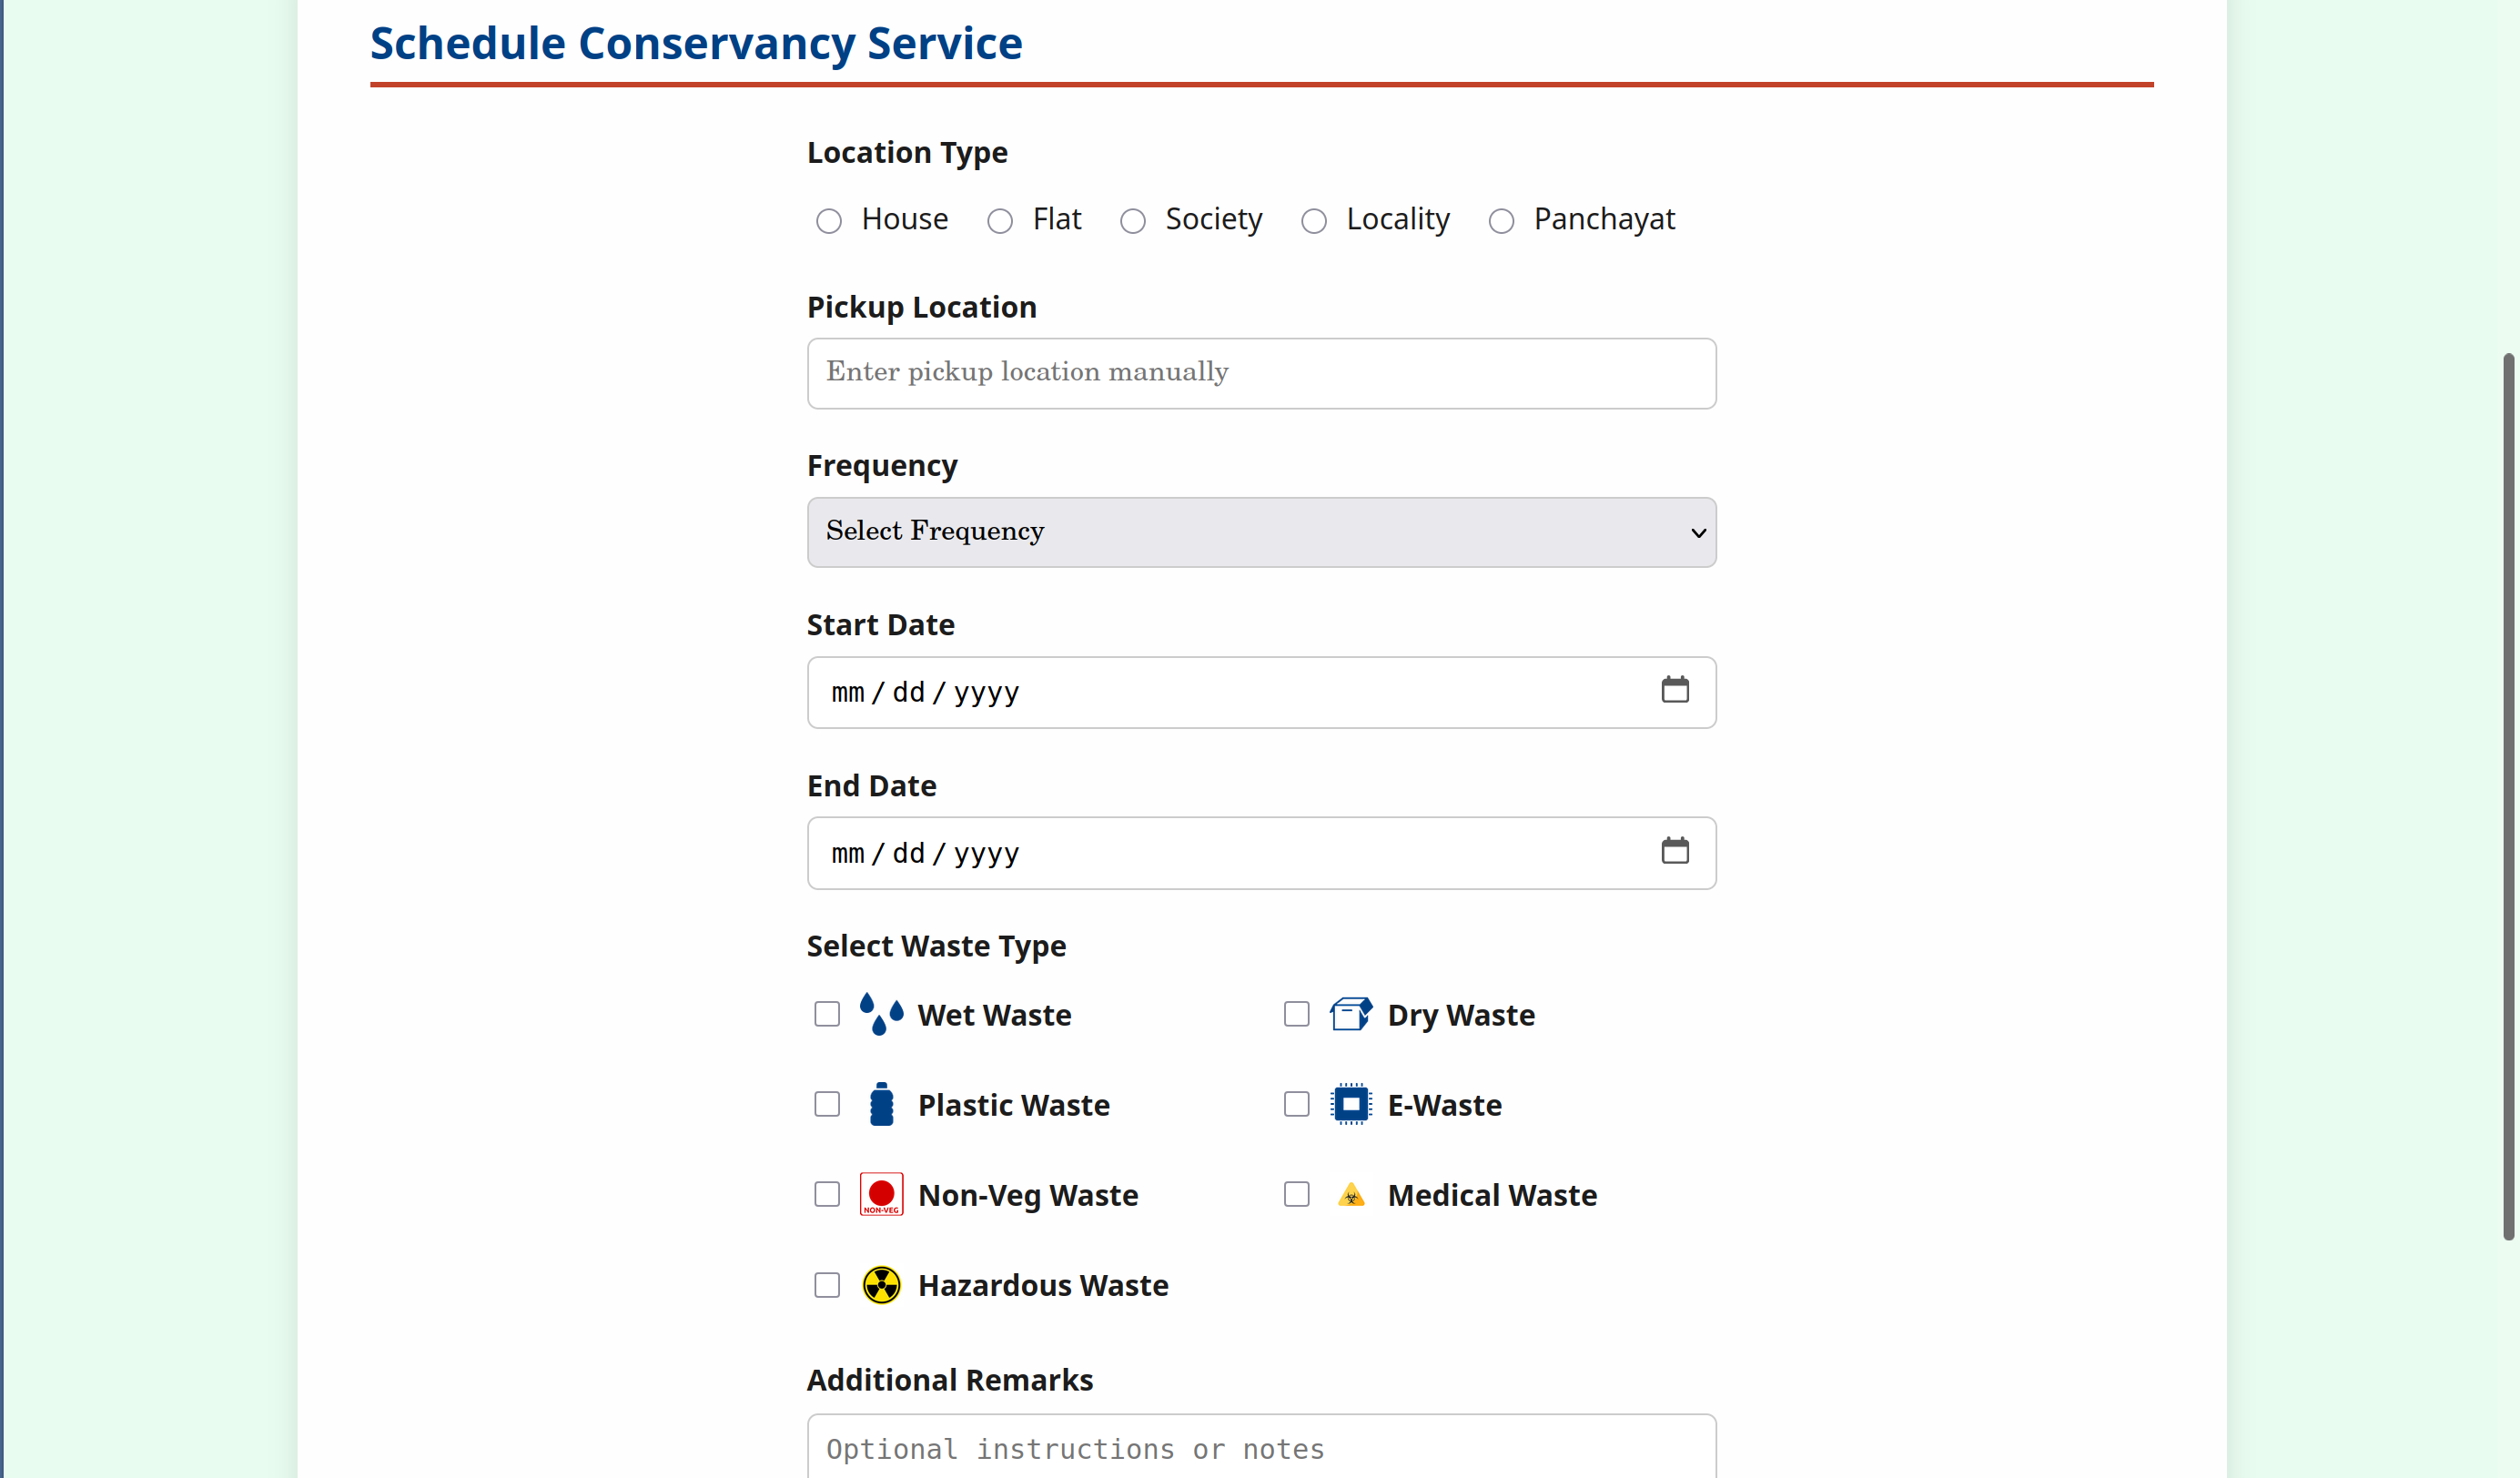 Schedule Conservancy Service
Location Type
House Flat Society Locality Panchayat
Pickup Location
Enter pickup location manually
Frequency
Select Frequency
Start Date
mm / dd / yyyy
End Date
mm / dd / yyyy
Select Waste Type
Wet Waste Dry Waste
Plastic Waste E-Waste
NON-VEG Non-Veg Waste Medical Waste
Hazardous Waste
Additional Remarks
Optional instructions or notes